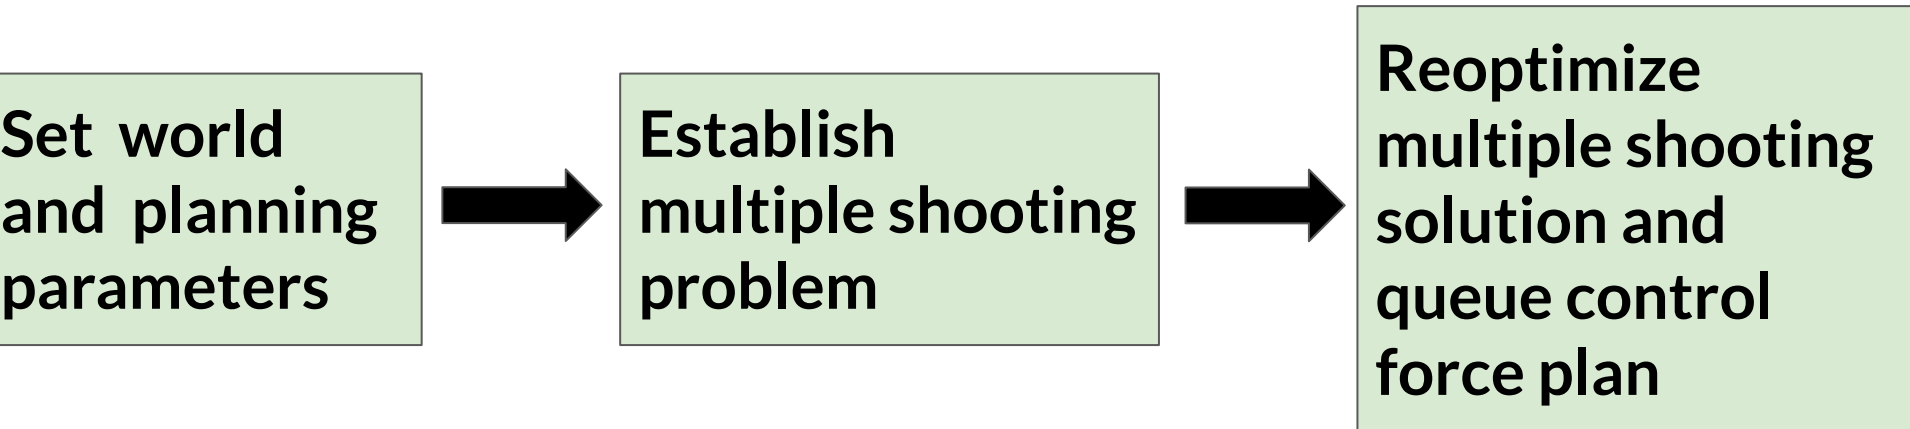 Set world
and planning
parameters
Establish
multiple shooting
problem
Reoptimize
multiple shooting
solution and
queue control
force plan